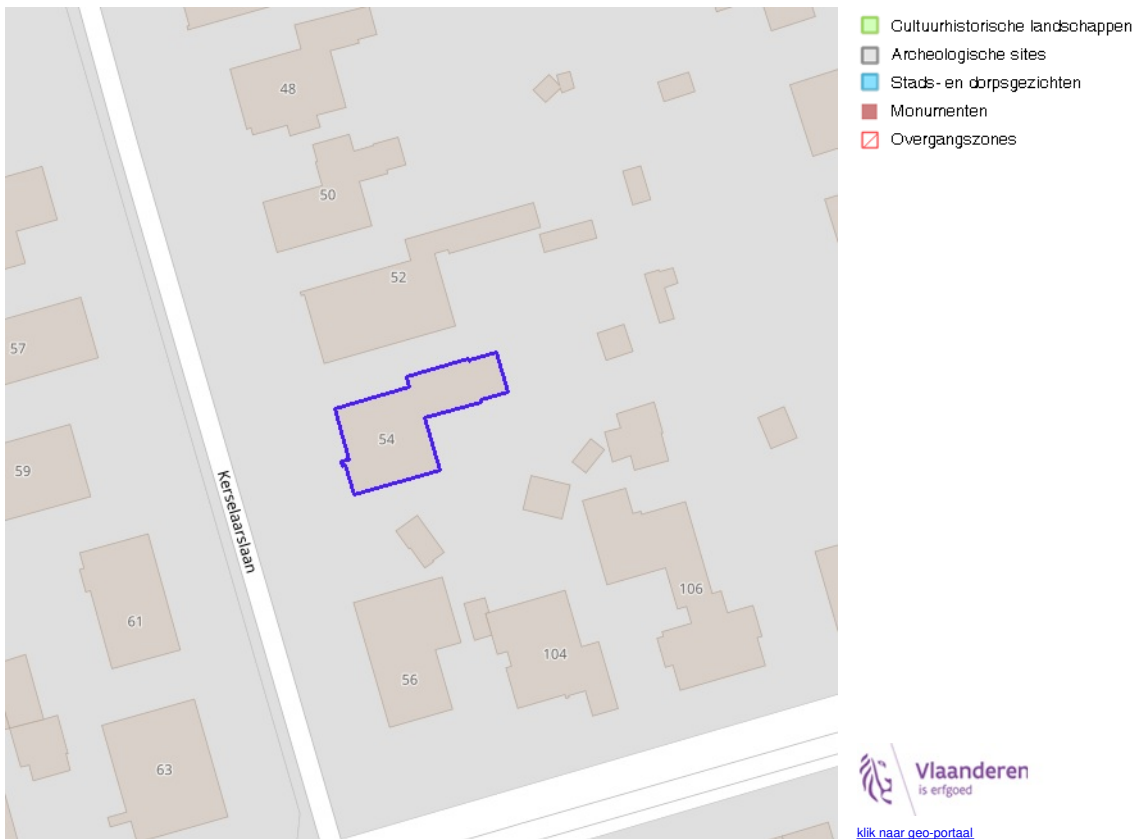 48
50
52
57
54
59
Kerselaarslaan
61
106
104
56
63
Cultuurhistorische landschappen
Archeologische sites
Stads- en dorpsgezichten
Monumenten
Overgangszones
Vlaanderen
is erfgoed
klik naar geo-portaal